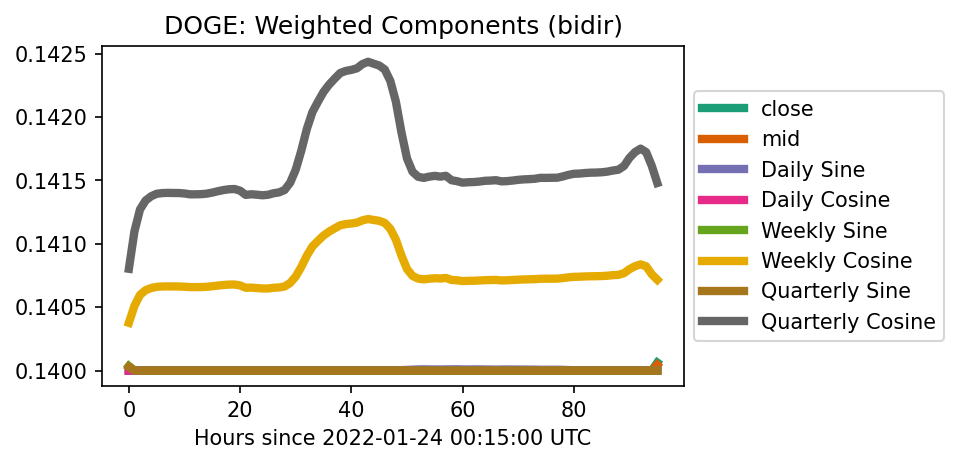 DOGE: Weighted Components (bidir)
0.1425
0.1420
0.1415
0.1410
0.1405
0.1400
0 20 40 60 80
Hours since 2022-01-24 00:15:00 UTC
close
mid
Daily Sine
Daily Cosine
Weekly Sine
Weekly Cosine
Quarterly Sine
Quarterly Cosine